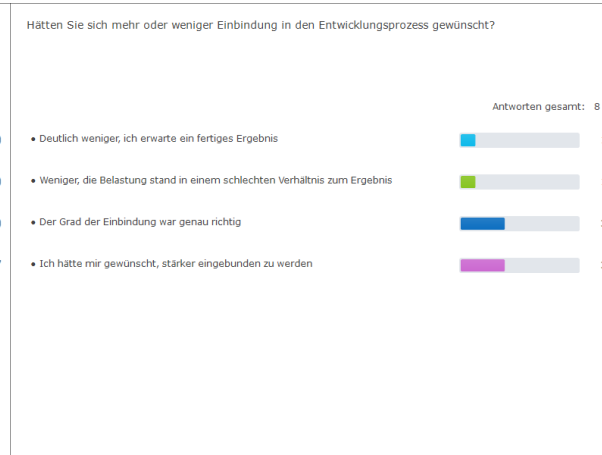 Hätten Sie sich mehr oder weniger Einbindung in den Entwicklungsprozess gewünscht?
Antworten gesamt: 8
• Deutlich weniger, ich erwarte ein fertiges Ergebnis
• Weniger, die Belastung stand in einem schlechten Verhältnis zum Ergebnis
• Der Grad der Einbindung war genau richtig
• Ich hätte mir gewünscht, stärker eingebunden zu werden